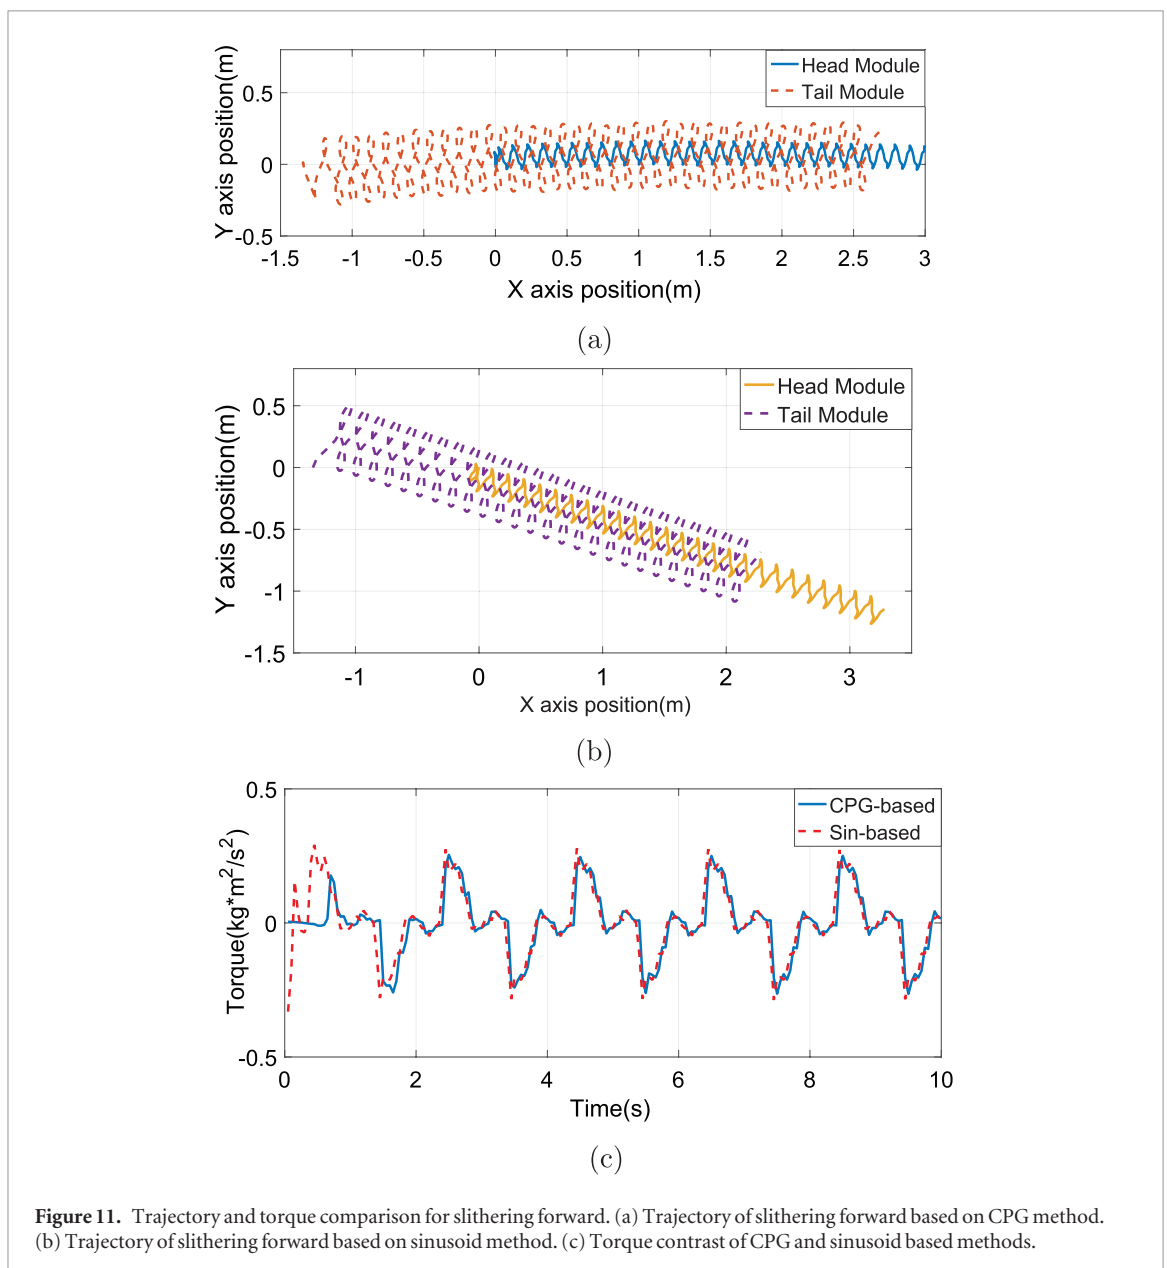 Y axis position(m)
0.5
0
-0.5
Head Module
Tail Module
-1.5 -1 -0.5 0 0.5 1 1.5 2 2.5 3
X axis position(m)
(a)
Y axis position(m)
0.5
0
-0.5
-1
-1.5
Head Module
Tail Module
-1 0 1 2 3
X axis position(m)
(b)
Torque(kg*m²/s²)
0.5
0
-0.5
CPG-based
Sin-based
0 2 4 6 8 10
Time(s)
(c)
Figure 11. Trajectory and torque comparison for slithering forward. (a) Trajectory of slithering forward based on CPG method.
(b) Trajectory of slithering forward based on sinusoid method. (c) Torque contrast of CPG and sinusoid based methods.